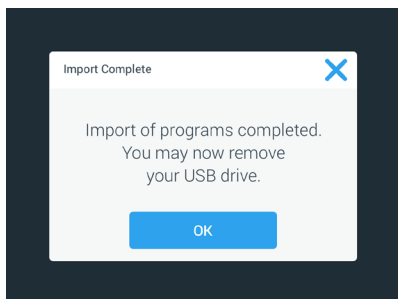 Import Complete
Import of programs completed.
You may now remove
your USB drive.
OK